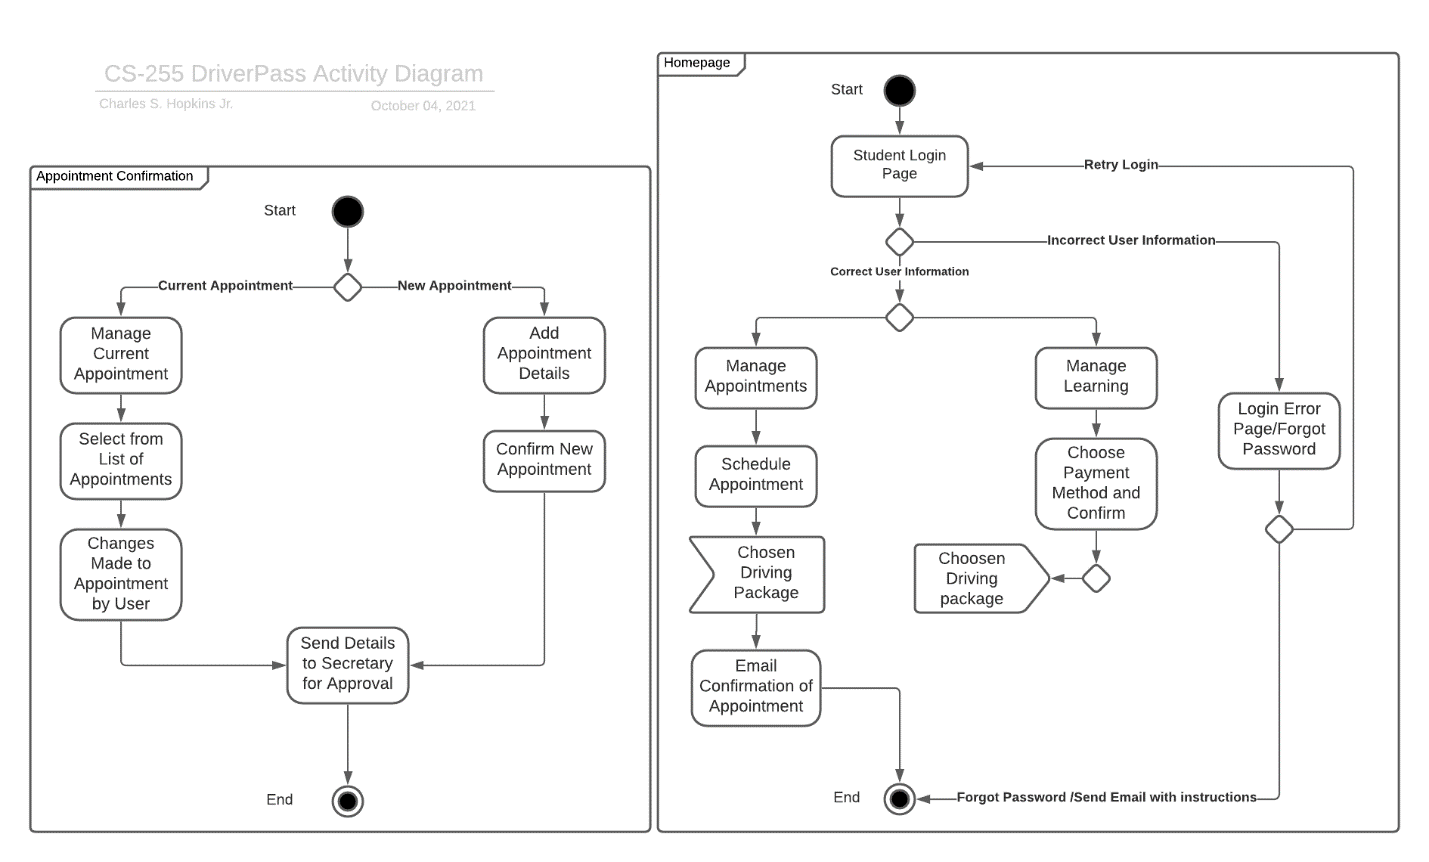 CS-255 DriverPass Activity Diagram
Charles S. Hopkins Jr.
October 04, 2021
Appointment Confirmation
Start
Current Appointment
New Appointment
Manage
Current
Appointment
Add
Appointment
Details
Select from
List of
Appointments
Confirm New
Appointment
Changes
Made to
Appointment
by User
Send Details
to Secretary
for Approval
End
Homepage
Start
Student Login
Page
Retry Login
Incorrect User Information
Correct User Information
Manage
Appointments
Manage
Learning
Login Error
Page/Forgot
Password
Schedule
Appointment
Choose
Payment
Method and
Confirm
Chosen
Driving
Package
Choosen
Driving
package
Email
Confirmation of
Appointment
End
Forgot Password /Send Email with instructions